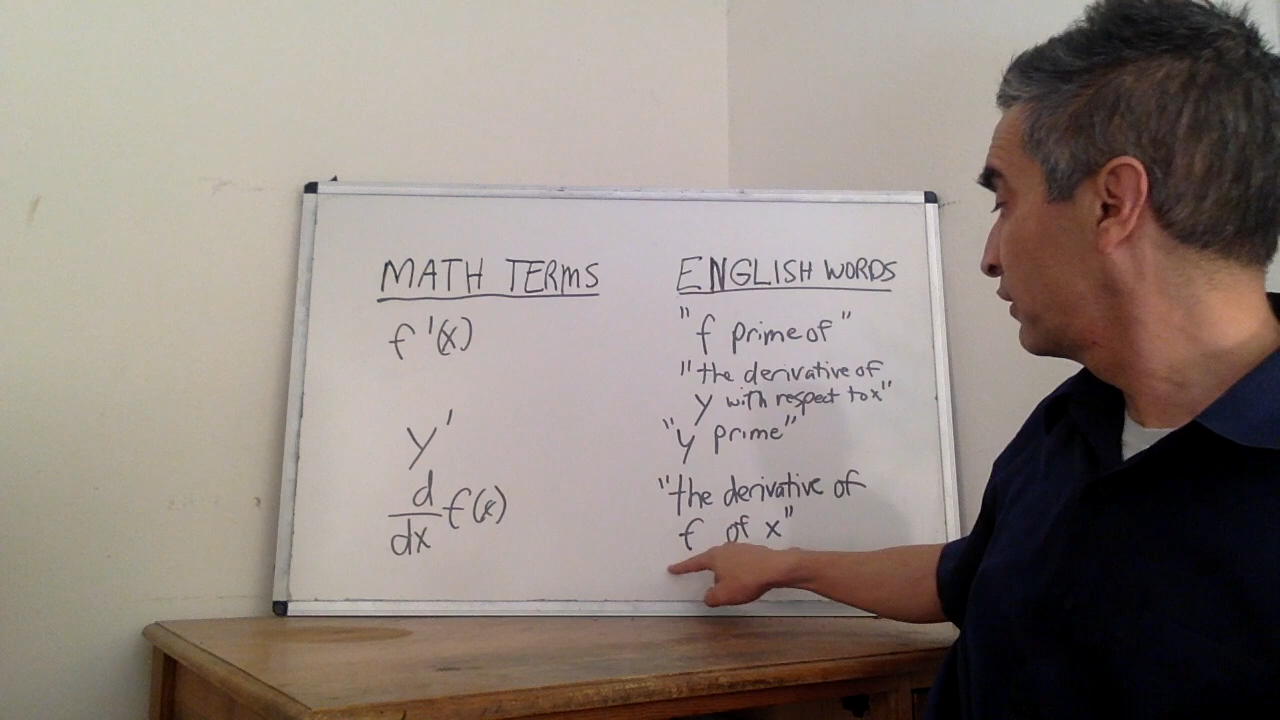 MATH TERMS
ENGLISH WORDS
f'(x)
"f prime of"
"the derivative of
y with respect to x"
y'
"y prime"
d/dx f(x)
"the derivative of
f of x"